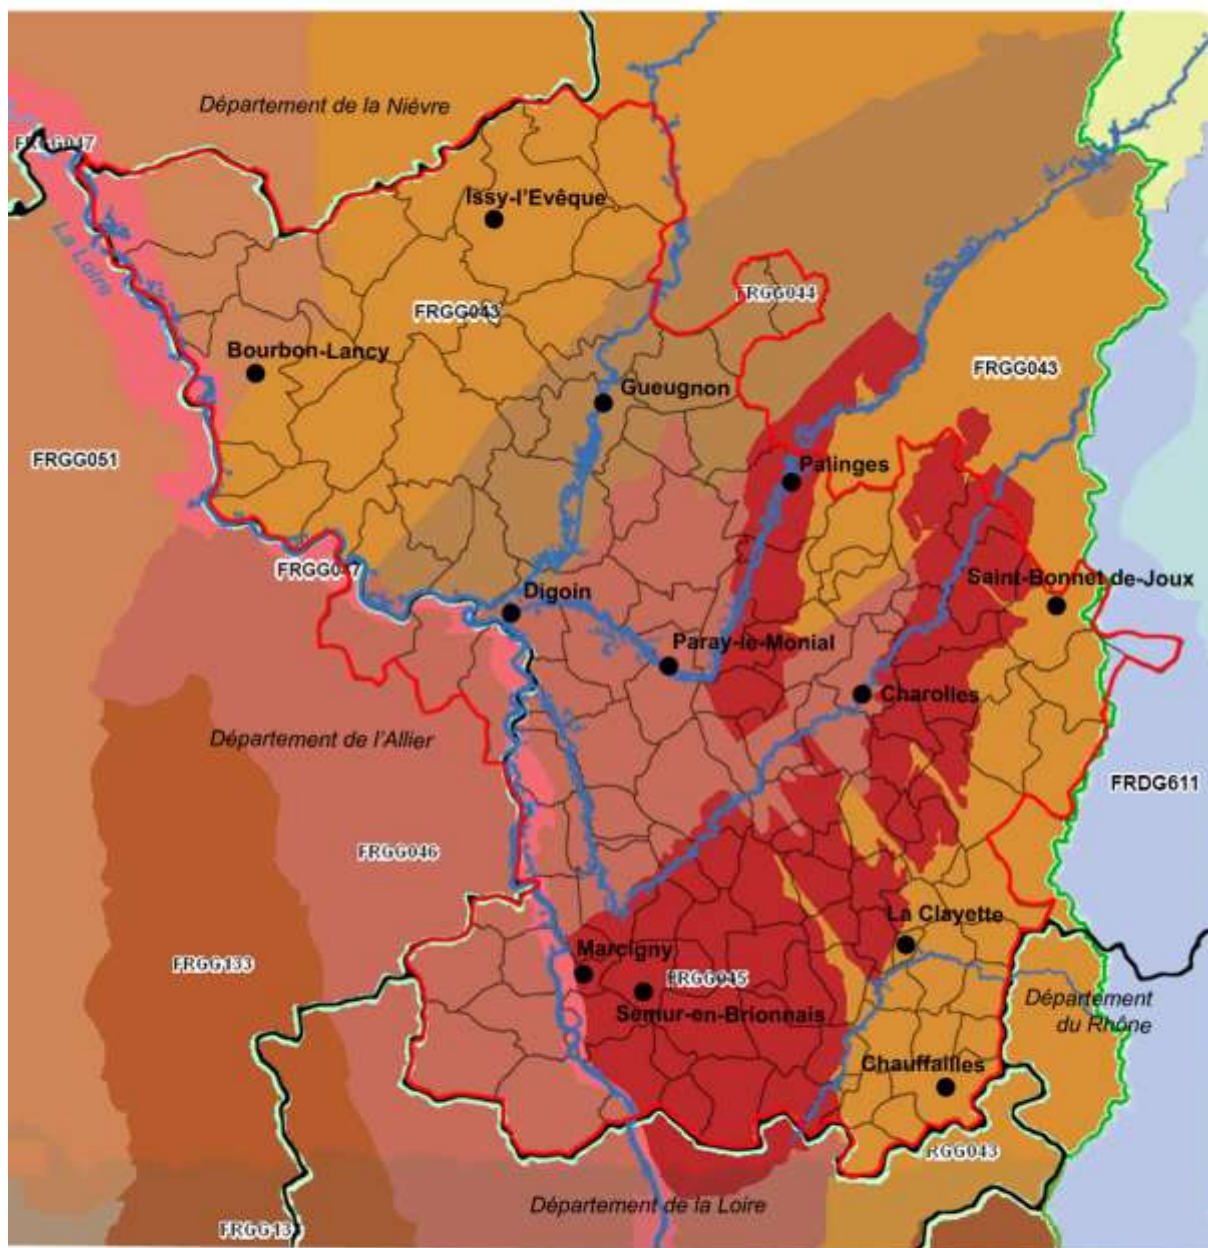 Département de la Nièvre
FRGG047
Issy-l'Evêque
La Loire
FRGG044
FRGG043
Bourbon-Lancy
FRGG043
Gueugnon
FRGG051
Palinges
FRGG047
Saint-Bonnet de-Joux
Digoin
Paray-le-Monial
Charolles
Département de l'Allier
FRDG611
FRGG046
La Clayette
Marcigny
FRGG133
FRGG045
Semur-en-Brionnais
Département
du Rhône
Chauffailles
RGG043
Département de la Loire
FRGG13